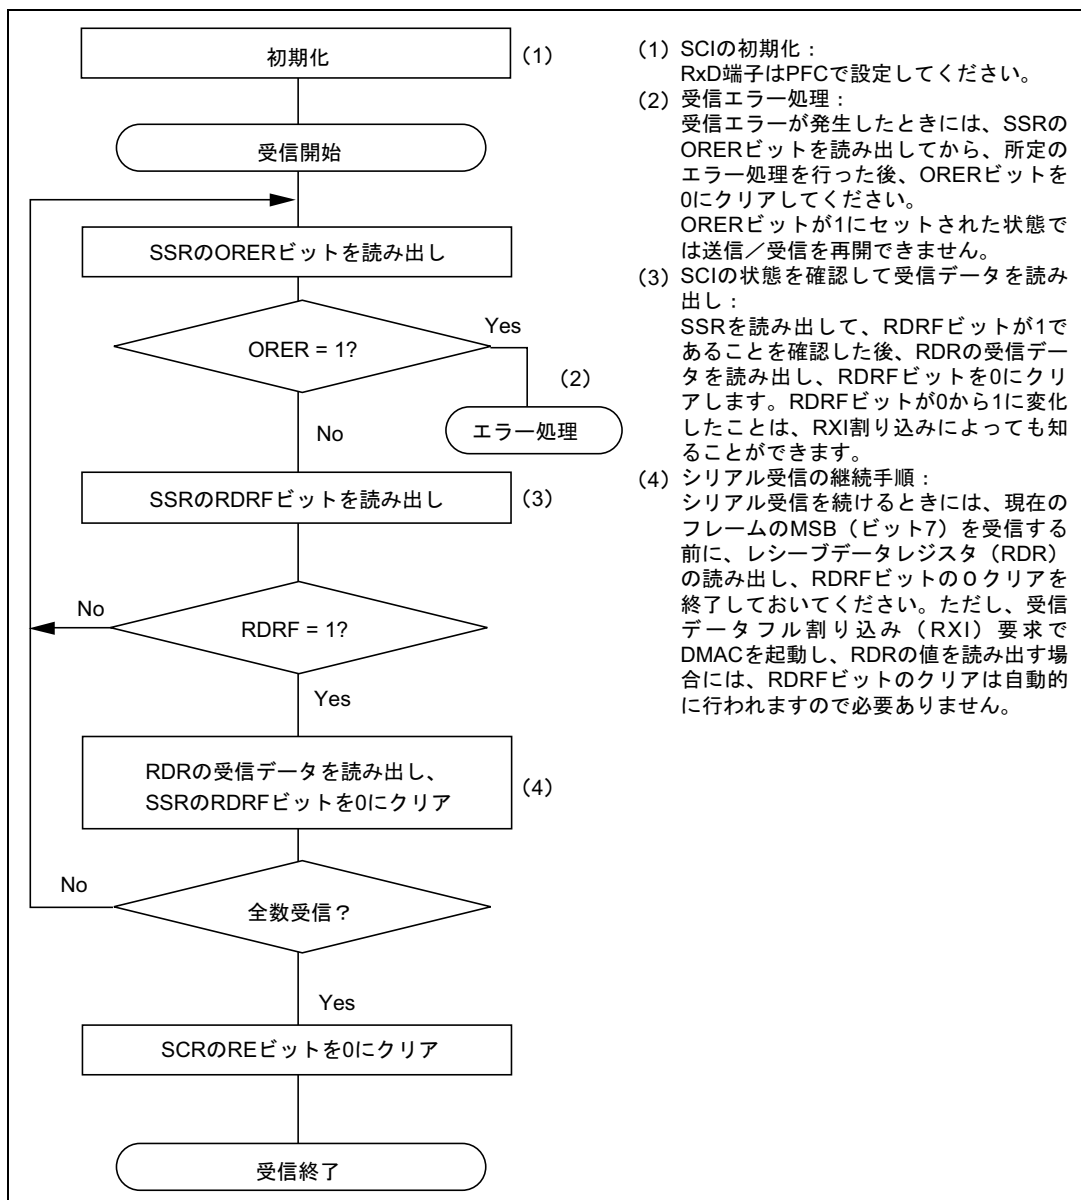 初期化
(1)
受信開始
SSRのORERビットを読み出し
ORER = 1?
Yes
(2)
エラー処理
No
SSRのRDRFビットを読み出し
(3)
No
RDRF = 1?
Yes
RDRの受信データを読み出し、
SSRのRDRFビットを0にクリア
(4)
No
全数受信？
Yes
SCRのREビットを0にクリア
受信終了
(1) SCIの初期化：
RxD端子はPFCで設定してください。
(2) 受信エラー処理：
受信エラーが発生したときには、SSRの
ORERビットを読み出してから、所定の
エラー処理を行った後、ORERビットを
0にクリアしてください。
ORERビットが1にセットされた状態で
は送信／受信を再開できません。
(3) SCIの状態を確認して受信データを読み
出し：
SSRを読み出して、RDRFビットが1で
あることを確認した後、RDRの受信デー
タを読み出し、RDRFビットを0にクリ
アします。RDRFビットが0から1に変化
したことは、RXI割り込みによっても知
ることができます。
(4) シリアル受信の継続手順：
シリアル受信を続けるときには、現在の
フレームのMSB（ビット7）を受信する
前に、レシーブデータレジスタ（RDR）
の読み出し、RDRFビットの０クリアを
終了しておいてください。ただし、受信
データフル割り込み（RXI）要求で
DMACを起動し、RDRの値を読み出す場
合には、RDRFビットのクリアは自動的
に行われますので必要ありません。